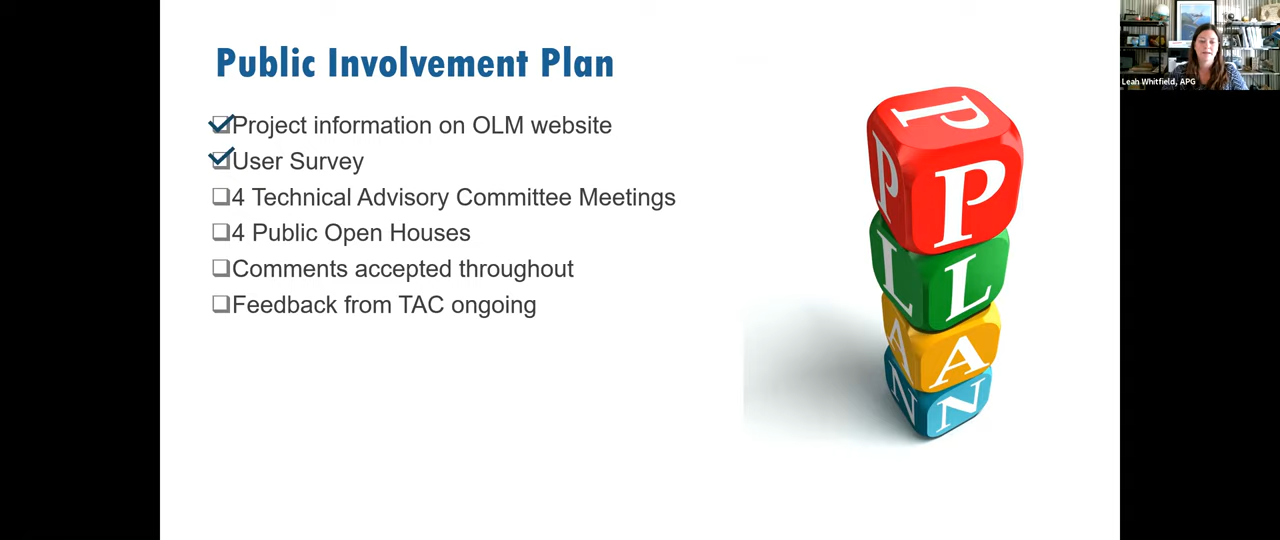 Public Involvement Plan
Project information on OLM website
User Survey
4 Technical Advisory Committee Meetings
4 Public Open Houses
Comments accepted throughout
Feedback from TAC ongoing
P
P
P
L
L
A
A
N
N
Leah Whitfield, APG